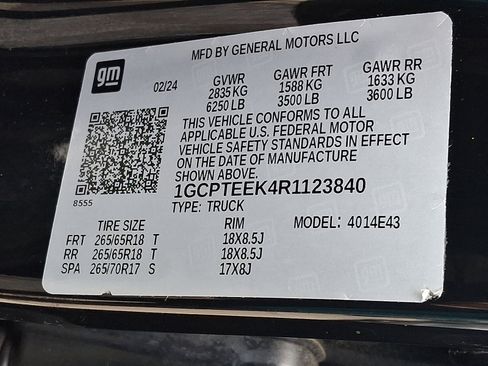 MFD BY GENERAL MOTORS LLC
gm
02/24
GVWR GAWR FRT GAWR RR
2835 KG 1588 KG 1633 KG
6250 LB 3500 LB 3600 LB
THIS VEHICLE CONFORMS TO ALL
APPLICABLE U.S. FEDERAL MOTOR
VEHICLE SAFETY STANDARDS IN EFFECT
ON THE DATE OF MANUFACTURE
SHOWN ABOVE.
8555
1GCPTEEK4R1123840
TYPE: TRUCK MODEL: 4014E43
TIRE SIZE RIM
FRT 265/65R18 T 18X8.5J
RR 265/65R18 T 18X8.5J
SPA 265/70R17 S 17X8J